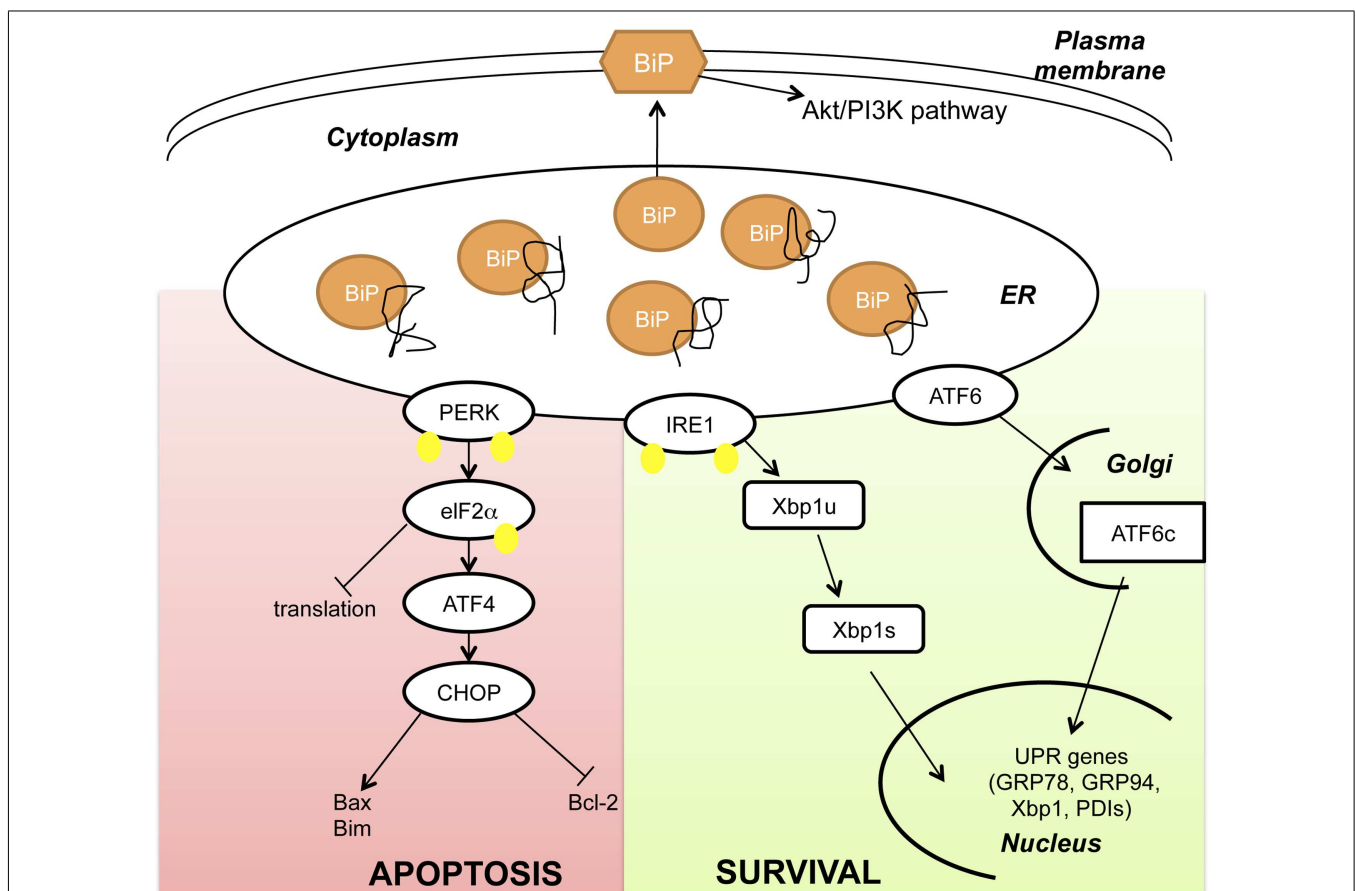 BiP
Plasma
membrane
Akt/PI3K pathway
Cytoplasm
BiP
BiP
BiP
BiP
BiP
BiP
ER
PERK
IRE1
ATF6
Golgi
eIF2α
Xbp1u
ATF6c
translation
ATF4
Xbp1s
CHOP
UPR genes
(GRP78, GRP94,
Xbp1, PDIs)
Nucleus
Bax
Bim
Bcl-2
APOPTOSIS
SURVIVAL